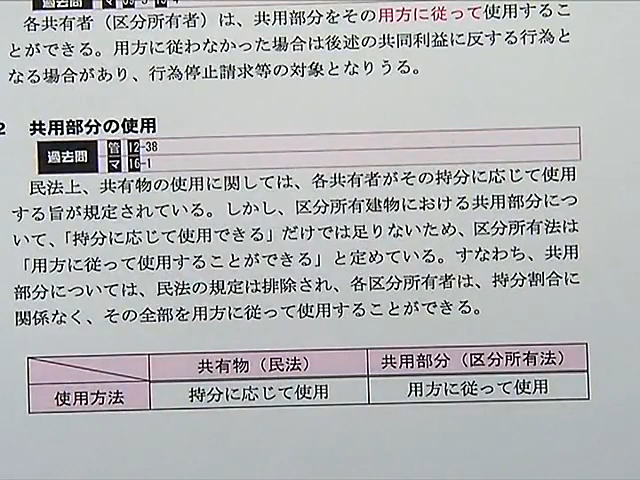 各共有者（区分所有者）は、共用部分をその用方に従って使用するこ
とができる。用方に従わなかった場合は後述の共同利益に反する行為と
なる場合があり、行為停止請求等の対象となりうる。
2 共用部分の使用
過去問 管 12-38
マ 16-1
民法上、共有物の使用に関しては、各共有者がその持分に応じて使用
する旨が規定されている。しかし、区分所有建物における共用部分につ
いて、「持分に応じて使用できる」だけでは足りないため、区分所有法は
「用方に従って使用することができる」と定めている。すなわち、共用
部分については、民法の規定は排除され、各区分所有者は、持分割合に
関係なく、その全部を用方に従って使用することができる。
共有物（民法） 共用部分（区分所有法）
使用方法 持分に応じて使用 用方に従って使用